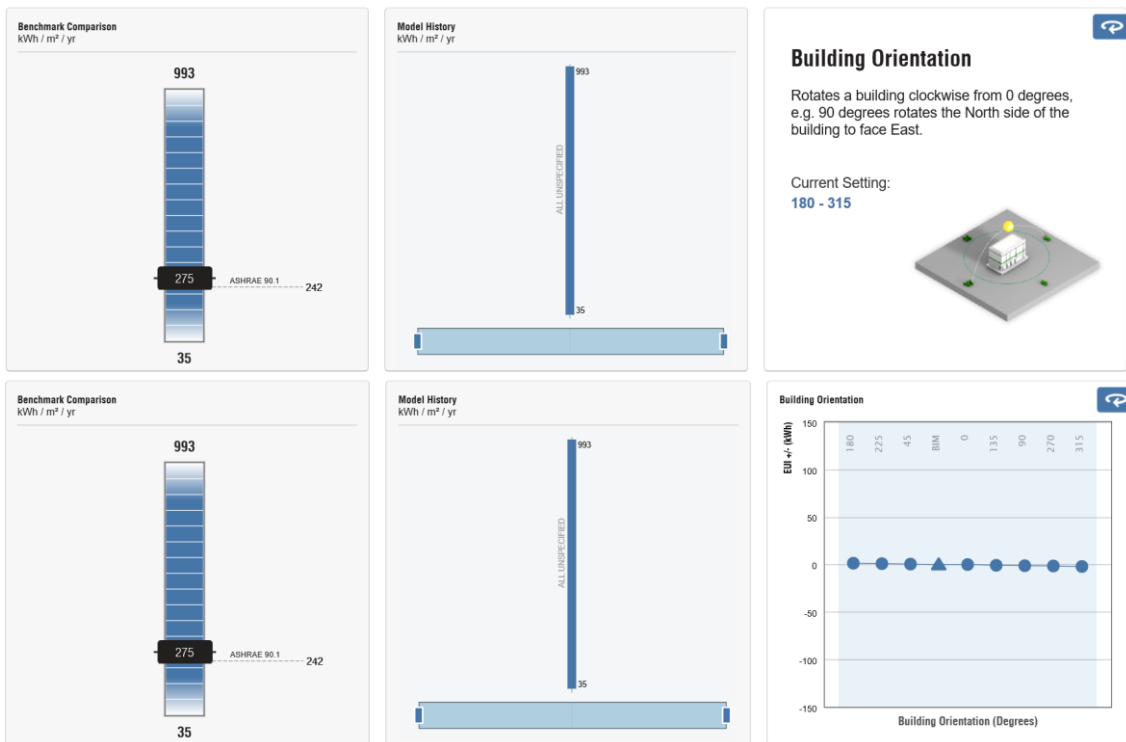 Benchmark Comparison
kWh / m² / yr
993
275
ASHRAE 90.1
242
35
Model History
kWh / m² / yr
993
ALL UNSPECIFIED
35
Building Orientation
Rotates a building clockwise from 0 degrees,
e.g. 90 degrees rotates the North side of the
building to face East.
Current Setting:
180 - 315
Benchmark Comparison
kWh / m² / yr
993
275
ASHRAE 90.1
242
35
Model History
kWh / m² / yr
993
ALL UNSPECIFIED
35
Building Orientation
EUI +/- (kWh)
150
100
50
0
-50
-100
-150
180
225
45
BIM
0
135
90
270
315
Building Orientation (Degrees)